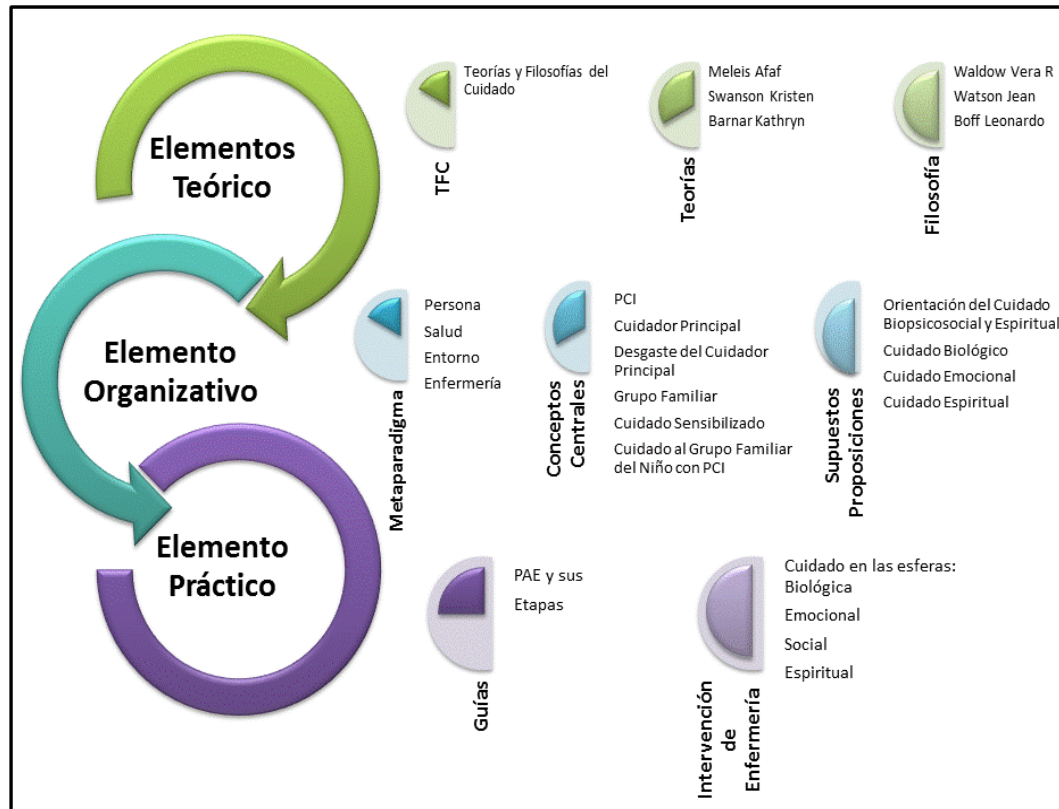 Elementos
Teórico
TFC
Teorías y Filosofías del
Cuidado
Teorías
Meleis Afaf
Swanson Kristen
Barnar Kathryn
Filosofía
Waldow Vera R
Watson Jean
Boff Leonardo
Elemento
Organizativo
Metaparadigma
Persona
Salud
Entorno
Enfermería
Conceptos
Centrales
PCI
Cuidador Principal
Desgaste del Cuidador
Principal
Grupo Familiar
Cuidado Sensibilizado
Cuidado al Grupo Familiar
del Niño con PCI
Supuestos
Proposiciones
Orientación del Cuidado
Biopsicosocial y Espiritual
Cuidado Biológico
Cuidado Emocional
Cuidado Espiritual
Elemento
Práctico
Guías
PAE y sus
Etapas
Intervención
de
Enfermería
Cuidado en las esferas:
Biológica
Emocional
Social
Espiritual